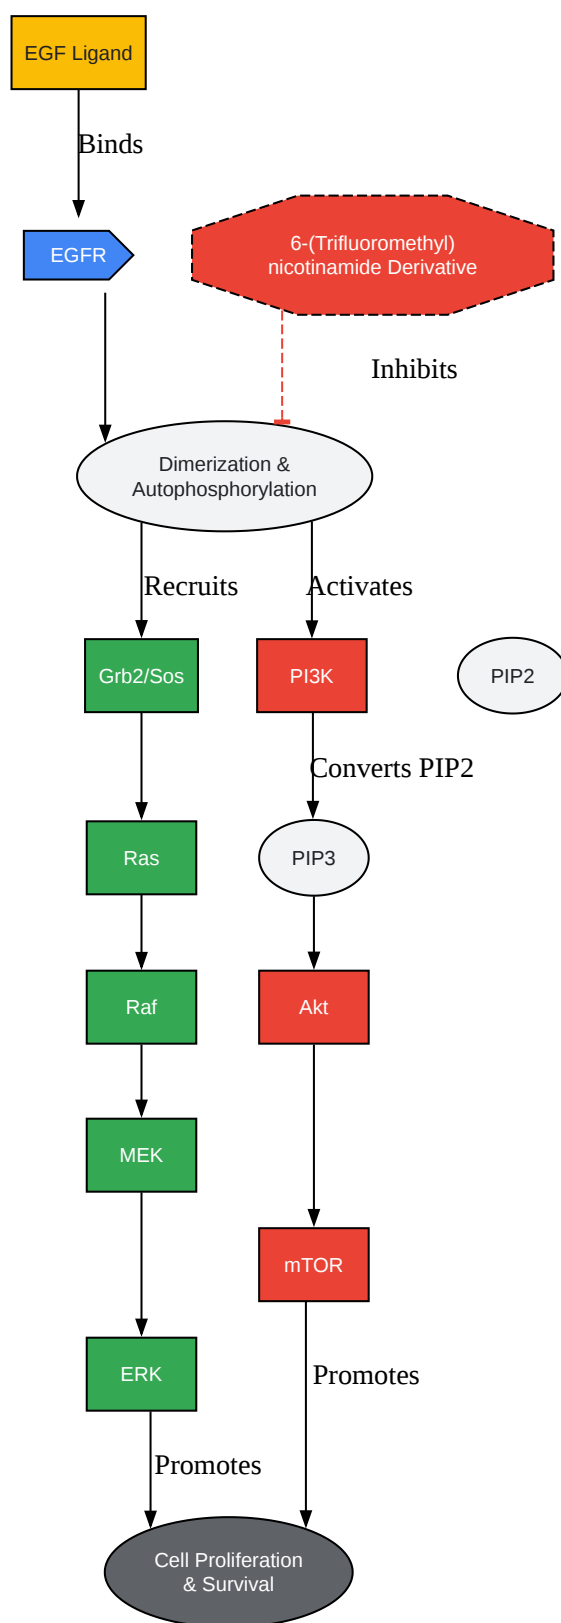 EGF Ligand
Binds
EGFR
6-(Trifluoromethyl)
nicotinamide Derivative
Inhibits
Dimerization &
Autophosphorylation
Recruits
Activates
Grb2/Sos
PI3K
PIP2
Converts PIP2
Ras
PIP3
Raf
Akt
MEK
mTOR
ERK
Promotes
Promotes
Cell Proliferation
& Survival